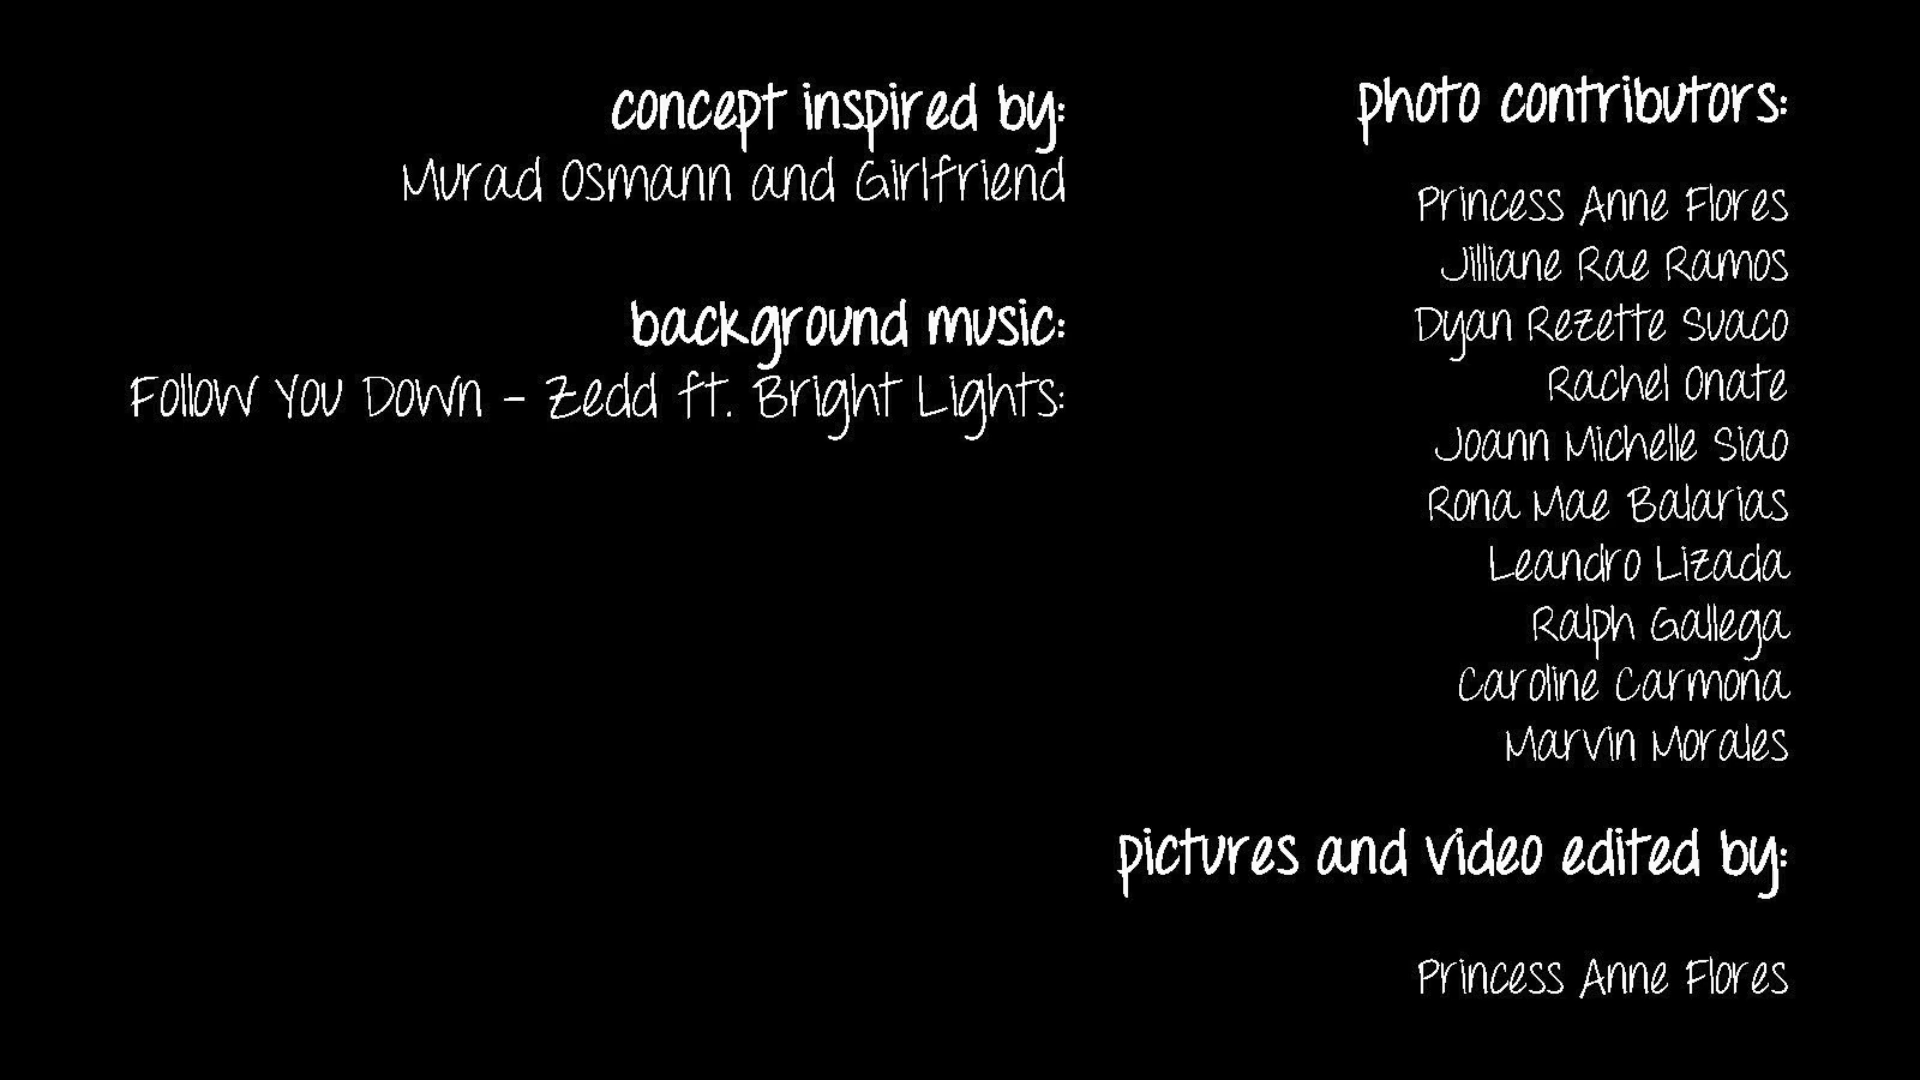 concept inspired by:
Murad Osmann and Girlfriend
background music:
Follow You Down - Zedd ft. Bright Lights:
photo contributors:
Princess Anne Flores
Jilliane Rae Ramos
Dyan Rezette Suaco
Rachel Onate
Joann Michelle Siao
Rona Mae Balarias
Leandro Lizada
Ralph Gallega
Caroline Carmona
Marvin Morales
pictures and video edited by:
Princess Anne Flores